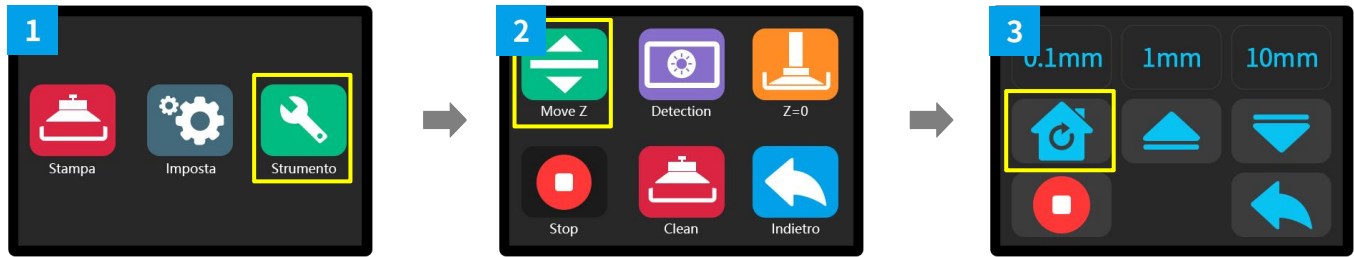 1
Stampa Imposta Strumento
2
Move Z Detection Z=0
Stop Clean Indietro
3
0.1mm 1mm 10mm